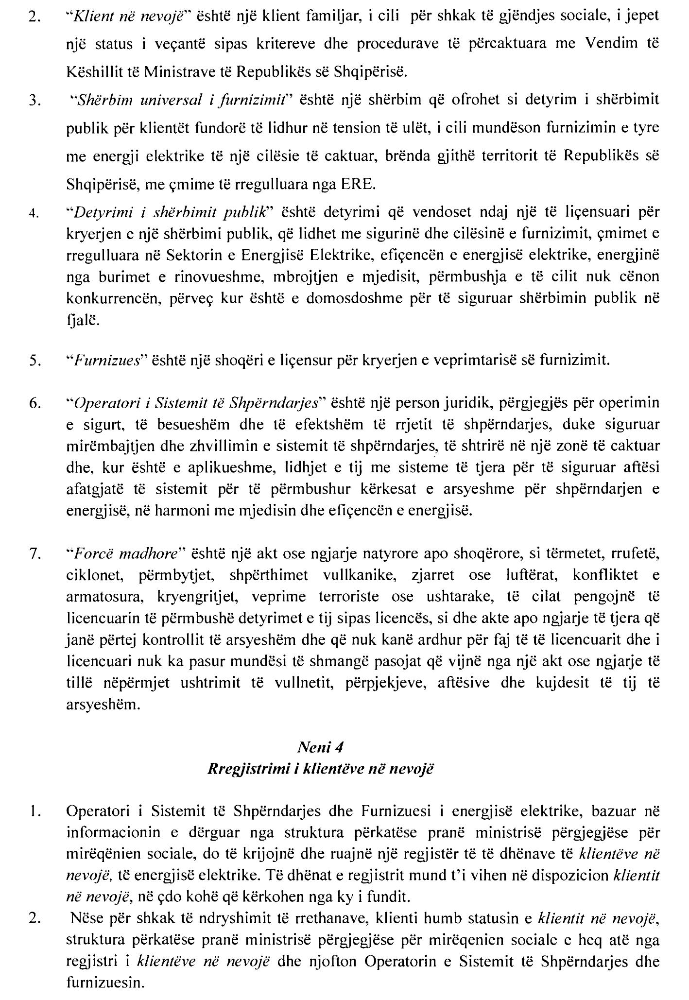 2. “Klient në nevojë” është një klient familjar, i cili për shkak të gjëndjes sociale, i jepet
një status i veçantë sipas kritereve dhe procedurave të përcaktuara me Vendim të
Këshillit të Ministrave të Republikës së Shqipërisë.
3. “Shërbim universal i furnizimit” është një shërbim që ofrohet si detyrim i shërbimit
publik për klientët fundorë të lidhur në tension të ulët, i cili mundëson furnizimin e tyre
me energji elektrike të një cilësie të caktuar, brënda gjithë territorit të Republikës së
Shqipërisë, me çmime të rregulluara nga ERE.
4. “Detyrimi i shërbimit publik” është detyrimi që vendoset ndaj një të liçensuari për
kryerjen e një shërbimi publik, që lidhet me sigurinë dhe cilësinë e furnizimit, çmimet e
rregulluara në Sektorin e Energjisë Elektrike, efiçencën e energjisë elektrike, energjinë
nga burimet e rinovueshme, mbrojtjen e mjedisit, përmbushja e të cilit nuk cënon
konkurrencën, përveç kur është e domosdoshme për të siguruar shërbimin publik në
fjalë.
5. “Furnizues” është një shoqëri e liçensur për kryerjen e veprimtarisë së furnizimit.
6. “Operatori i Sistemit të Shpërndarjes” është një person juridik, përgjegjës për operimin
e sigurt, të besueshëm dhe të efektshëm të rrjetit të shpërndarjes, duke siguruar
mirëmbajtjen dhe zhvillimin e sistemit të shpërndarjes, të shtrirë në një zonë të caktuar
dhe, kur është e aplikueshme, lidhjet e tij me sisteme të tjera për të siguruar aftësi
afatgjatë të sistemit për të përmbushur kërkesat e arsyeshme për shpërndarjen e
energjisë, në harmoni me mjedisin dhe efiçencën e energjisë.
7. “Forcë madhore” është një akt ose ngjarje natyrore apo shoqërore, si tërmetet, rrufetë,
ciklonet, përmbytjet, shpërthimet vullkanike, zjarret ose luftërat, konfliktet e
armatosura, kryengritjet, veprime terroriste ose ushtarake, të cilat pengojnë të
licencuarin të përmbushë detyrimet e tij sipas licencës, si dhe akte apo ngjarje të tjera që
janë përtej kontrollit të arsyeshëm dhe që nuk kanë ardhur për faj të të licencuarit dhe i
licencuari nuk ka pasur mundësi të shmangë pasojat që vijnë nga një akt ose ngjarje të
tillë nëpërmjet ushtrimit të vullnetit, përpjekjeve, aftësive dhe kujdesit të tij të
arsyeshëm.
Neni 4
Rregjistrimi i klientëve në nevojë
1. Operatori i Sistemit të Shpërndarjes dhe Furnizuesi i energjisë elektrike, bazuar në
informacionin e dërguar nga struktura përkatëse pranë ministrisë përgjegjëse për
mirëqënien sociale, do të krijojnë dhe ruajnë një regjistër të të dhënave të klientëve në
nevojë, të energjisë elektrike. Të dhënat e regjistrit mund t’i vihen në dispozicion klientit
në nevojë, në çdo kohë që kërkohen nga ky i fundit.
2. Nëse për shkak të ndryshimit të rrethanave, klienti humb statusin e klientit në nevojë,
struktura përkatëse pranë ministrisë përgjegjëse për mirëqenien sociale e heq atë nga
regjistri i klientëve në nevojë dhe njofton Operatorin e Sistemit të Shpërndarjes dhe
furnizuesin.